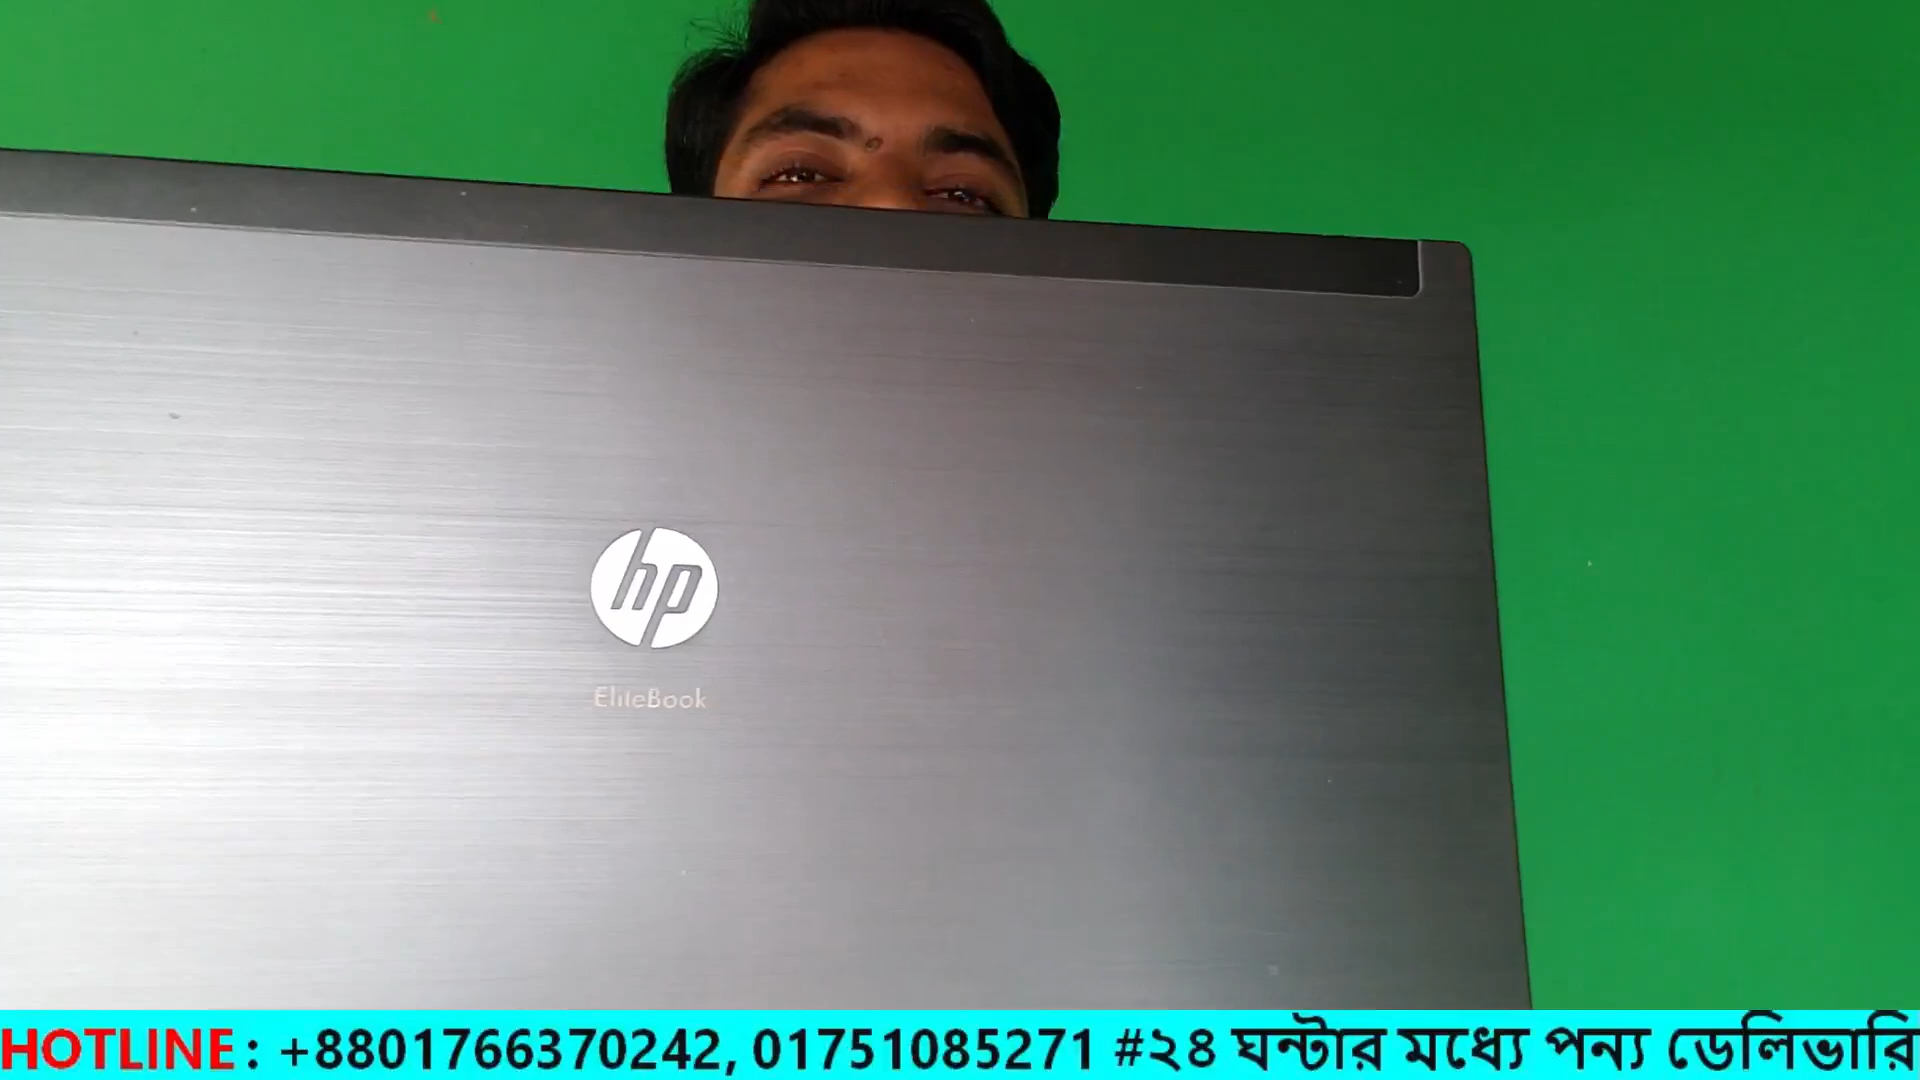 hp
EliteBook
HOTLINE : +8801766370242, 01751085271 #২৪ ঘন্টার মধ্যে পন্য ডেলিভারি